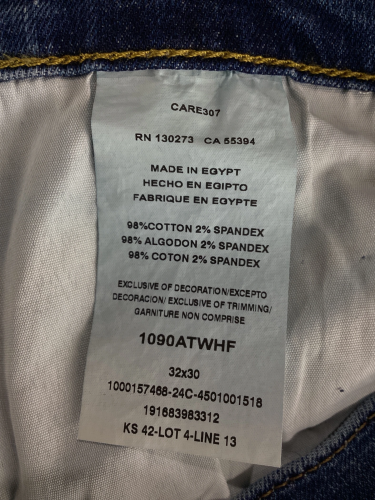 CARE307
RN 130273 CA 55394
MADE IN EGYPT
HECHO EN EGIPTO
FABRIQUE EN EGYPTE
98%COTTON 2% SPANDEX
98% ALGODON 2% SPANDEX
98% COTON 2% SPANDEX
EXCLUSIVE OF DECORATION/EXCEPTO
DECORACION/ EXCLUSIVE OF TRIMMING/
GARNITURE NON COMPRISE
1090ATWHF
32x30
1000157468-24C-4501001518
191683983312
KS 42-LOT 4-LINE 13